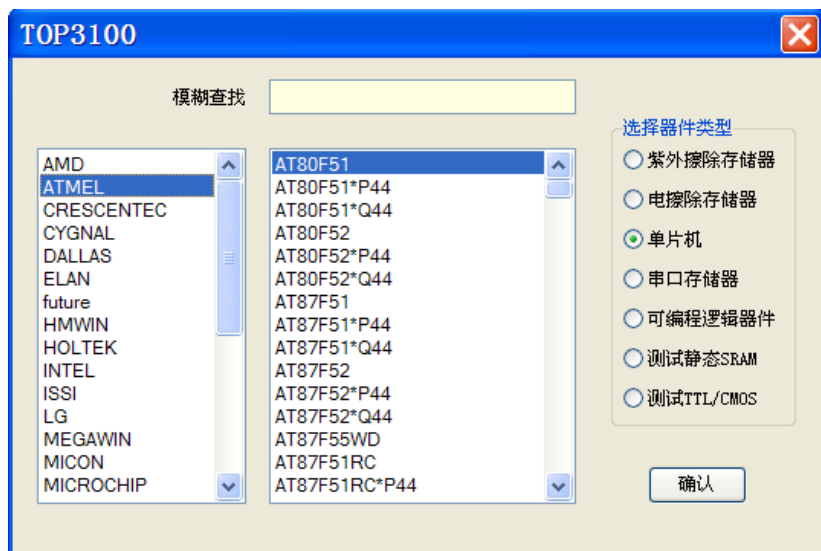 TOP3100
模糊查找
AMD
ATMEL
CRESCENTEC
CYGNAL
DALLAS
ELAN
future
HMWIN
HOLTEK
INTEL
ISSI
LG
MEGAWIN
MICON
MICROCHIP
AT80F51
AT80F51*P44
AT80F51*Q44
AT80F52
AT80F52*P44
AT80F52*Q44
AT87F51
AT87F51*P44
AT87F51*Q44
AT87F52
AT87F52*P44
AT87F52*Q44
AT87F55WD
AT87F51RC
AT87F51RC*P44
选择器件类型
紫外擦除存储器
电擦除存储器
单片机
串口存储器
可编程逻辑器件
测试静态SRAM
测试TTL/CMOS
确认